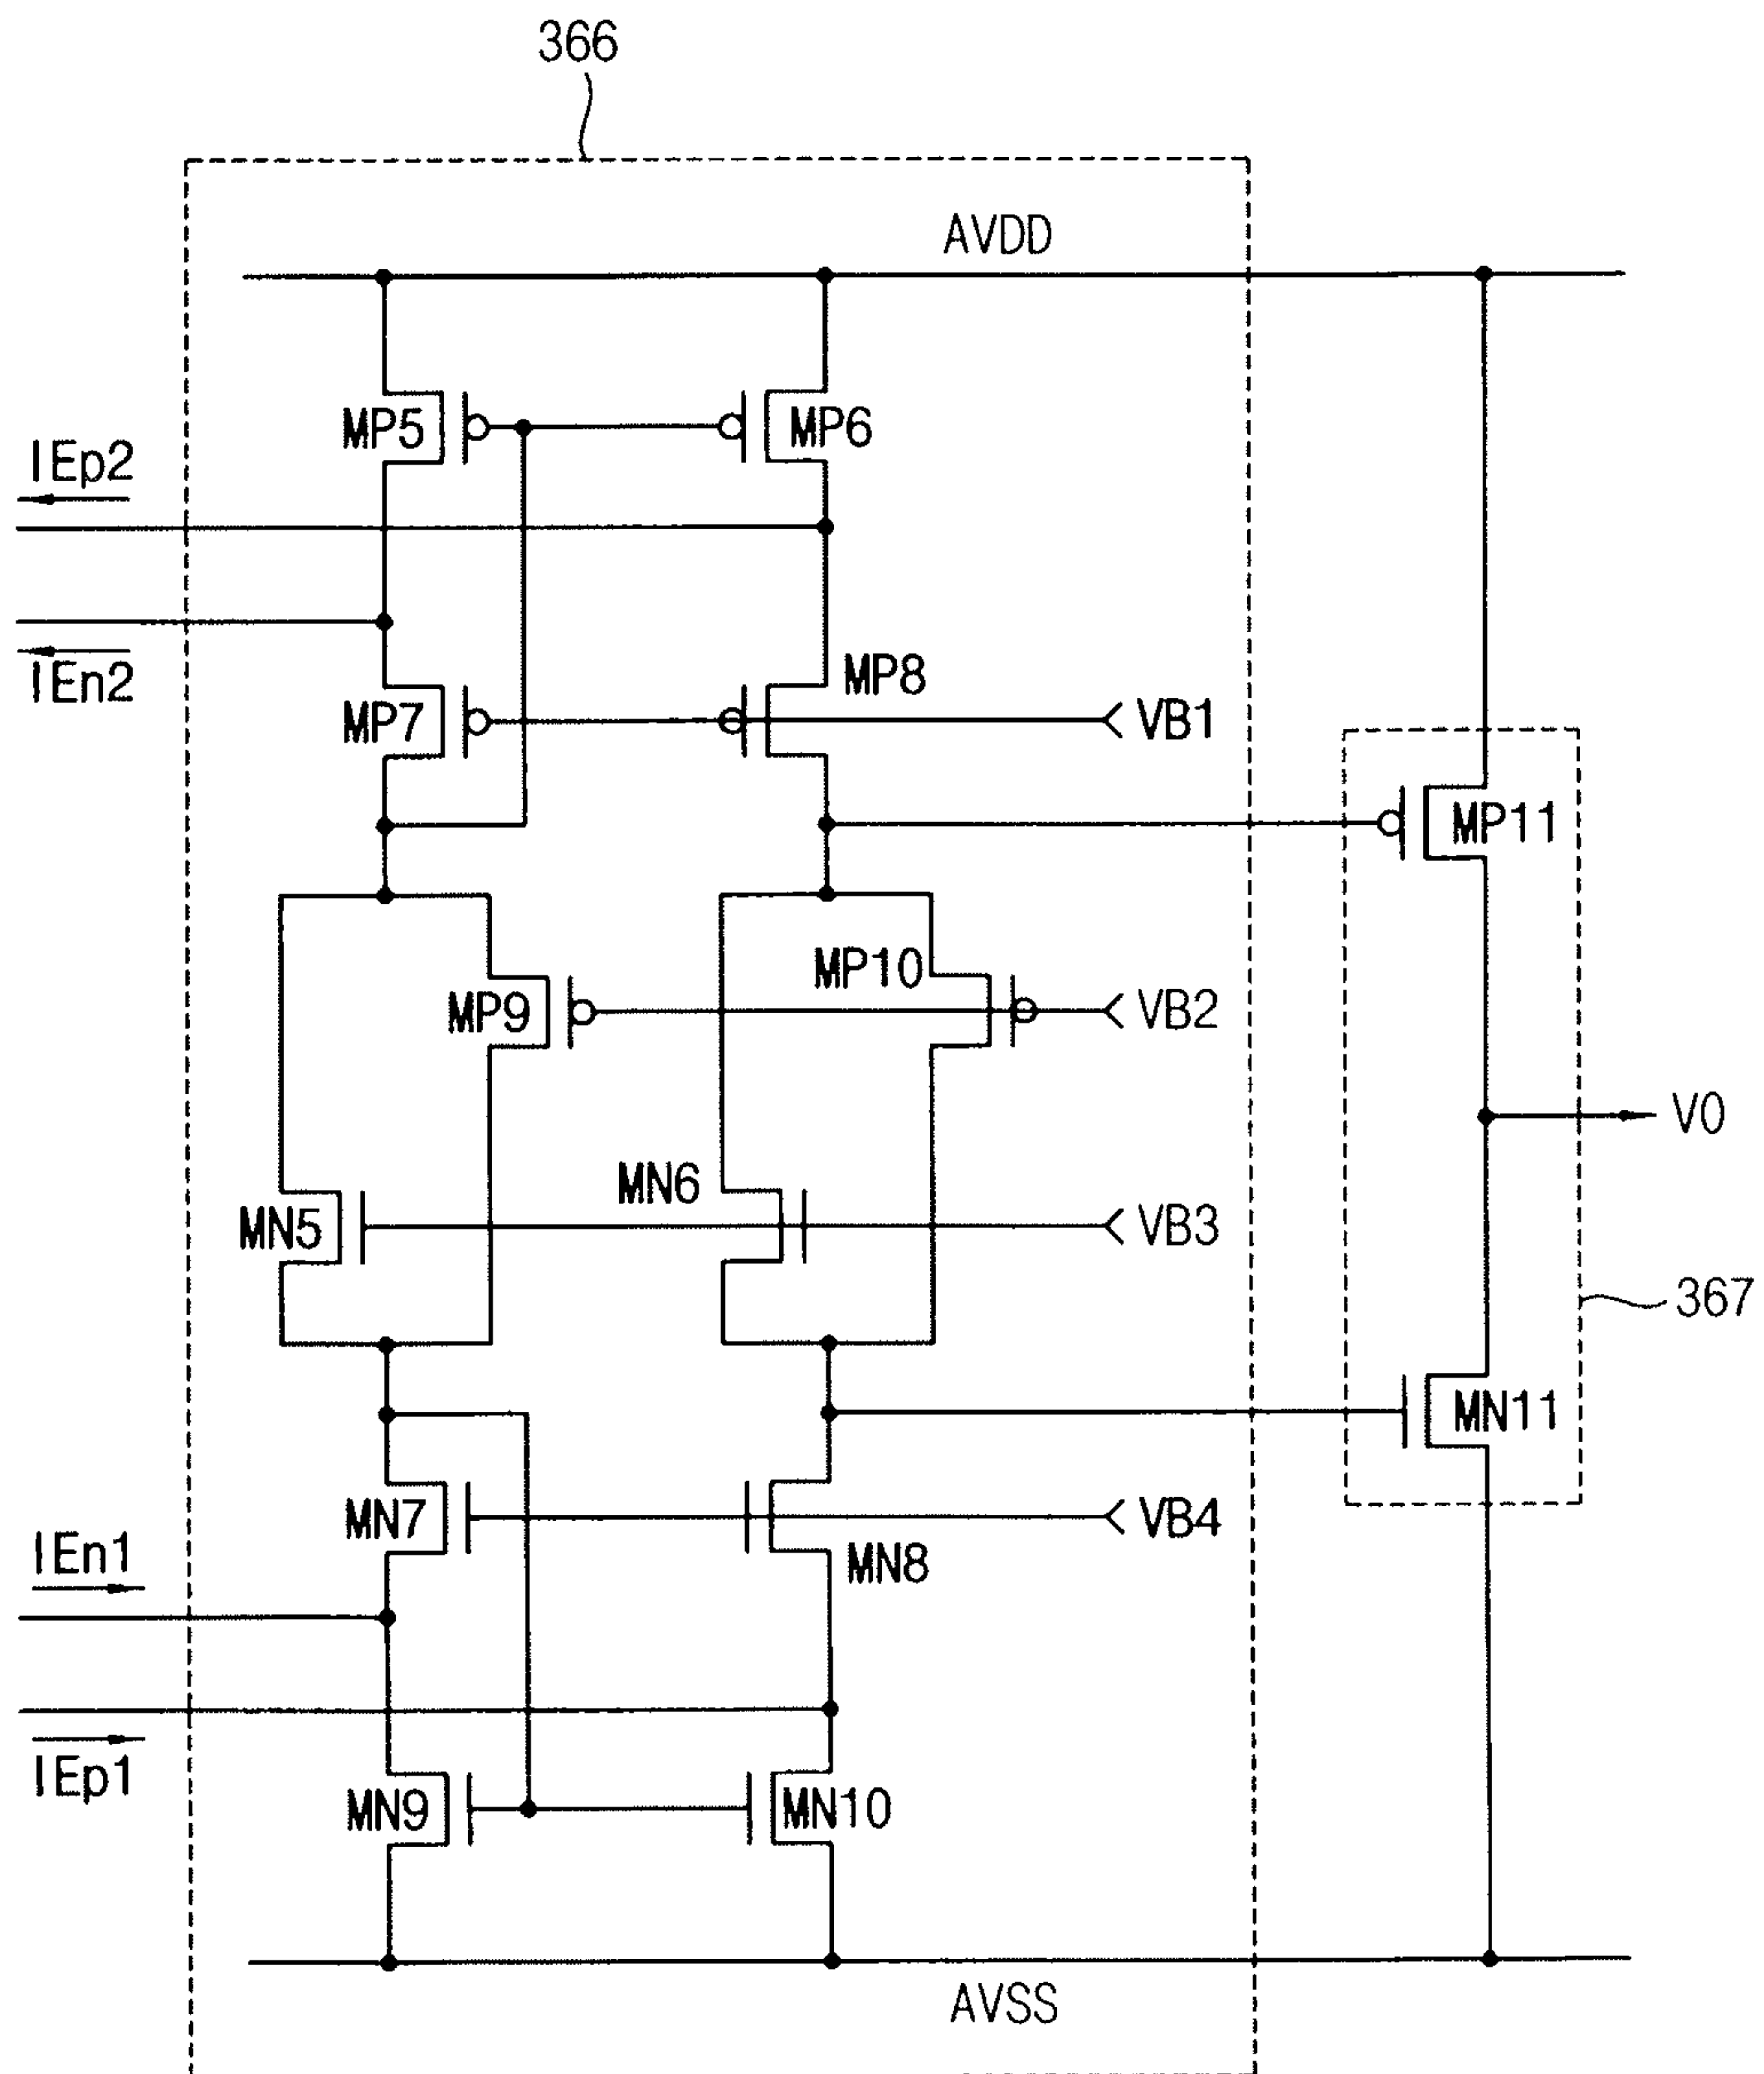 366
AVDD
MP5
MP6
IEp2
IEn2
MP8
MP7
VB1
MP11
MP10
MP9
VB2
V0
MN6
MN5
VB3
367
MN11
MN7
VB4
IEn1
MN8
IEp1
MN9
MN10
AVSS